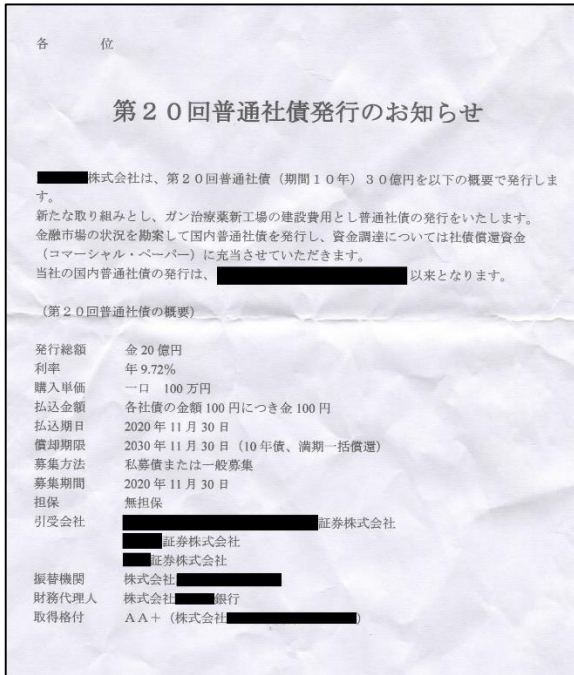 各　位
第２０回普通社債発行のお知らせ
株式会社は、第２０回普通社債（期間１０年）３０億円を以下の概要で発行しま
す。
新たな取り組みとし、ガン治療薬新工場の建設費用とし普通社債の発行をいたします。
金融市場の状況を勘案して国内普通社債を発行し、資金調達については社債償還資金
（コマーシャル・ペーパー）に充当させていただきます。
当社の国内普通社債の発行は、 以来となります。
（第２０回普通社債の概要）
発行総額 金 20 億円
利率 年 9.72%
購入単価 一口 100 万円
払込金額 各社債の金額 100 円につき金 100 円
払込期日 2020 年 11 月 30 日
償却期限 2030 年 11 月 30 日（10 年債、満期一括償還）
募集方法 私募債または一般募集
募集期間 2020 年 11 月 30 日
担保 無担保
引受会社 証券株式会社
証券株式会社
証券株式会社
振替機関 株式会社
財務代理人 株式会社 銀行
取得格付 ＡＡ＋（株式会社 ）